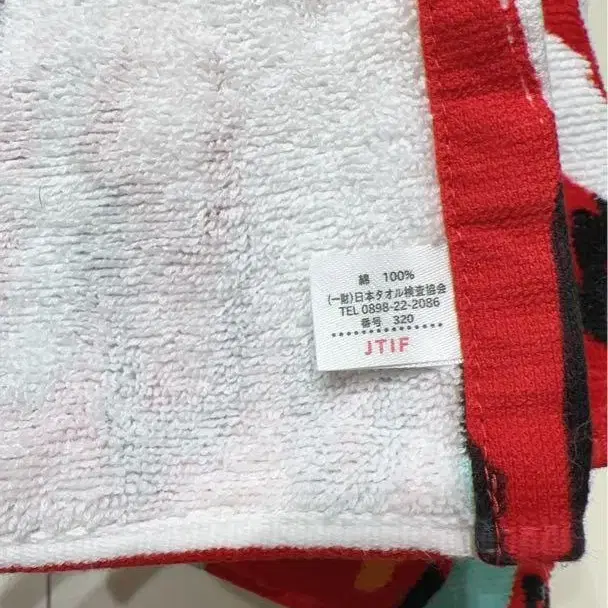 綿 100%
(一財)日本タオル検査協会
TEL 0898-22-2086
番号 320
JTIF